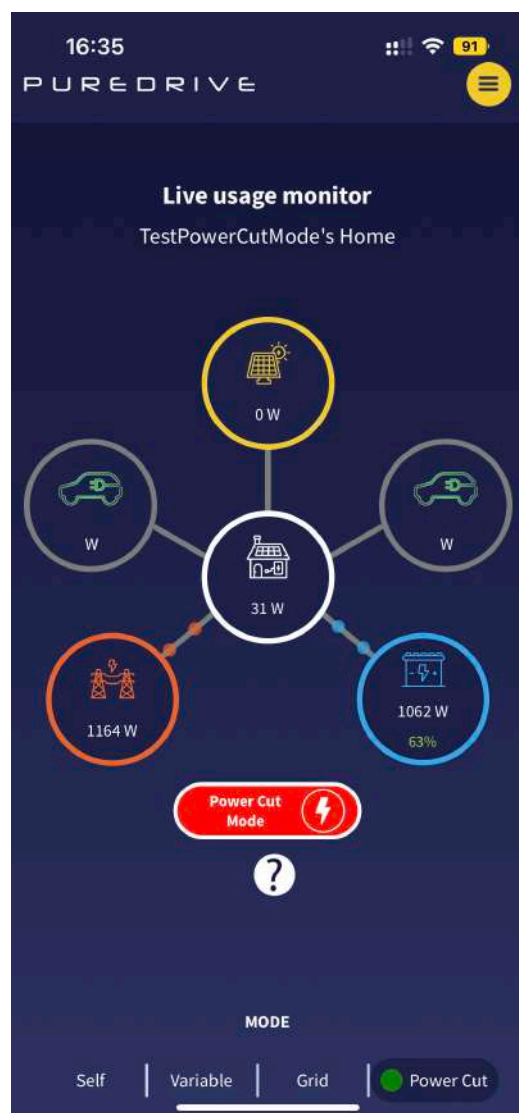 16:35
91
PUREDRIVE
Live usage monitor
TestPowerCutMode's Home
0 W
W
W
31 W
1164 W
1062 W
63%
Power Cut
Mode
?
MODE
Self
Variable
Grid
Power Cut